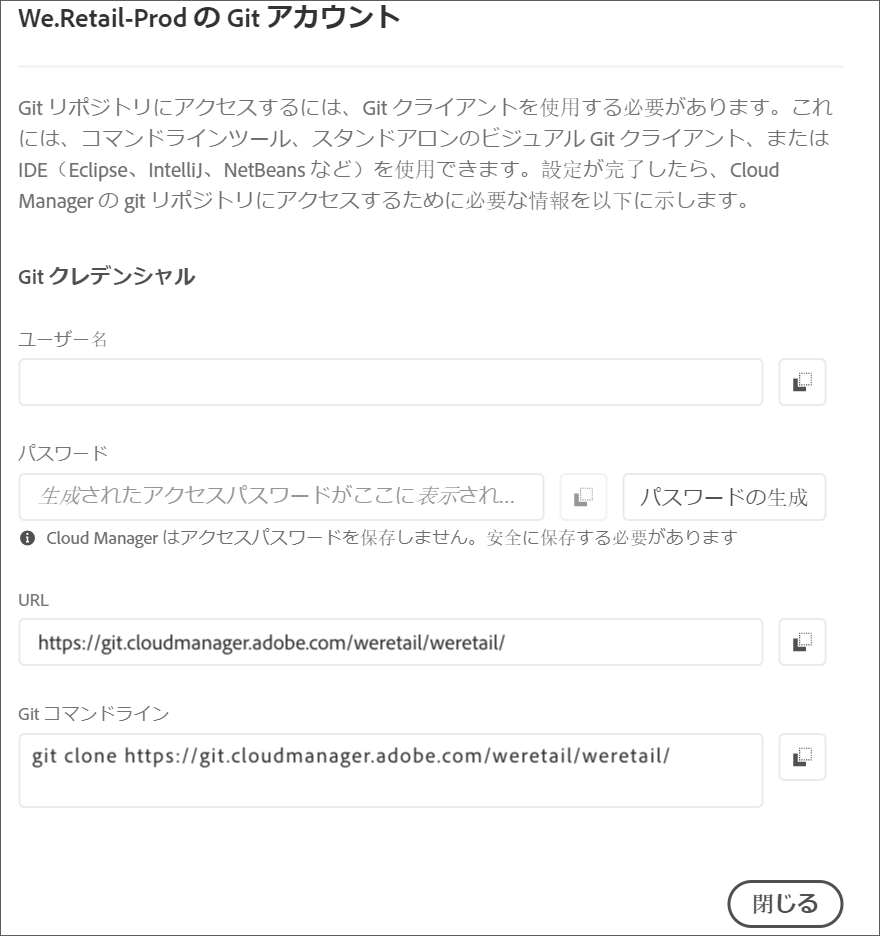 We.Retail-Prod の Git アカウント
Git リポジトリにアクセスするには、Git クライアントを使用する必要があります。これ
には、コマンドラインツール、スタンドアロンのビジュアル Git クライアント、または
IDE（Eclipse、IntelliJ、NetBeans など）を使用できます。設定が完了したら、Cloud
Manager の git リポジトリにアクセスするために必要な情報を以下に示します。
Git クレデンシャル
ユーザー名
パスワード
生成されたアクセスパスワードがここに表示され...
パスワードの生成
Cloud Manager はアクセスパスワードを保存しません。安全に保存する必要があります
URL
https://git.cloudmanager.adobe.com/weretail/weretail/
Git コマンドライン
git clone https://git.cloudmanager.adobe.com/weretail/weretail/
閉じる